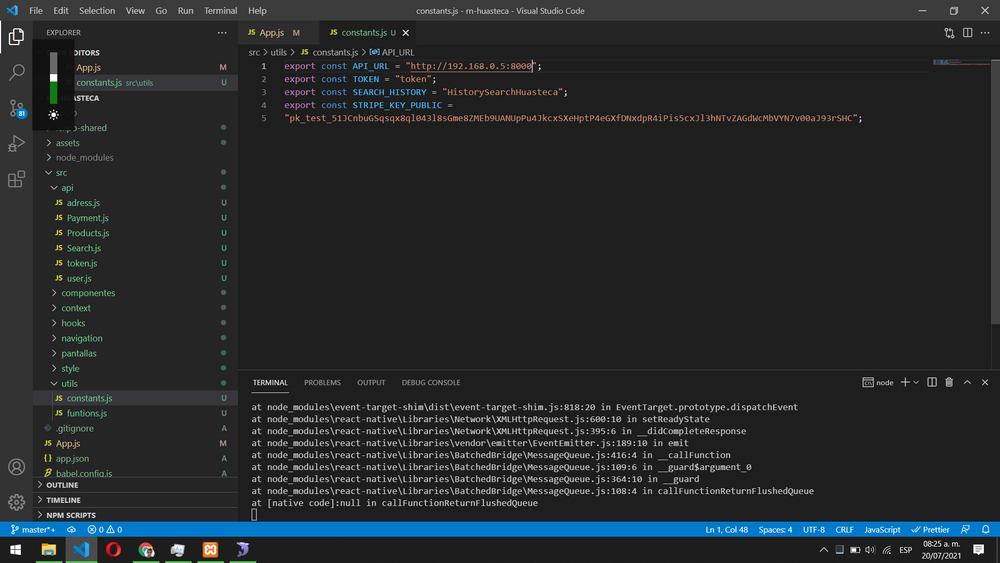 File Edit Selection View Go Run Terminal Help
constants.js - rn-huasteca - Visual Studio Code
EXPLORER
App.js M
constants.js U
src > utils > JS constants.js > API_URL
EDITORS
App.js M
constants.js src\utils U
1 export const API_URL = "http://192.168.0.5:8000";
2 export const TOKEN = "token";
3 export const SEARCH_HISTORY = "HistorySearchHuasteca";
4 export const STRIPE_KEY_PUBLIC =
5 "pk_test_51JCnbuGSqsqx8ql043l8sGme8ZMEb9UANUpPu4JkcxSXeHptP4eGXfDNxdpR4iPis5cxJl3hNTvZAGdWcMbVYN7v00aJ93rSHC";
81
assets
node_modules
src
api
JS adress.js U
JS Payment.js U
JS Products.js U
JS Search.js U
JS token.js U
JS user.js U
componentes
context
hooks
navigation
pantallas
style
utils
JS constants.js U
JS funtions.js U
.gitignore A
JS App.js M
{} app.json A
babel.config.js A
OUTLINE
TIMELINE
NPM SCRIPTS
TERMINAL PROBLEMS OUTPUT DEBUG CONSOLE
node
at node_modules\event-target-shim\dist\event-target-shim.js:818:20 in EventTarget.prototype.dispatchEvent
at node_modules\react-native\Libraries\Network\XMLHttpRequest.js:600:10 in setReadyState
at node_modules\react-native\Libraries\Network\XMLHttpRequest.js:395:6 in __didCompleteResponse
at node_modules\react-native\Libraries\vendor\emitter\EventEmitter.js:189:10 in emit
at node_modules\react-native\Libraries\BatchedBridge\MessageQueue.js:416:4 in __callFunction
at node_modules\react-native\Libraries\BatchedBridge\MessageQueue.js:109:6 in __guard$argument_0
at node_modules\react-native\Libraries\BatchedBridge\MessageQueue.js:364:10 in __guard
at node_modules\react-native\Libraries\BatchedBridge\MessageQueue.js:108:4 in callFunctionReturnFlushedQueue
at [native code]:null in callFunctionReturnFlushedQueue
master*+ 0 0
Ln 1, Col 48 Spaces: 4 UTF-8 CRLF JavaScript Prettier
ESP
08:25 a. m.
20/07/2021